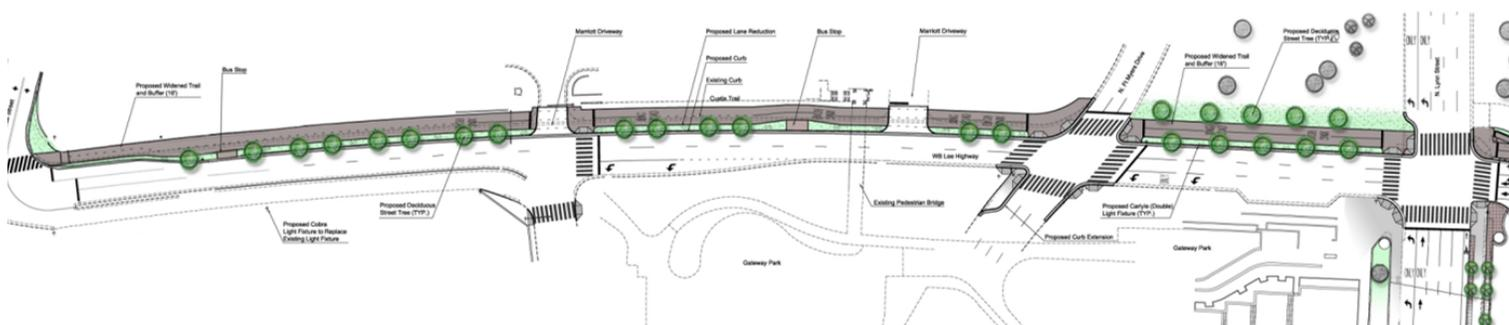 Marriott Driveway
Proposed Lane Reduction
Bus Stop
Marriott Driveway
Proposed Deciduous
Street Tree (TYP.)
Proposed Widened Trail
and Buffer (16')
Bus Stop
Proposed Curb
Existing Curb
Custis Trail
N. Ft Myers Drive
Proposed Widened Trail
and Buffer (16')
ONLY
ONLY
N. Lynn Street
WB Lee Highway
Proposed Deciduous
Street Tree (TYP.)
Existing Pedestrian Bridge
Proposed Carlyle (Double)
Light Fixture (TYP.)
Proposed Cobra
Light Fixture to Replace
Existing Light Fixture
Proposed Curb Extension
Gateway Park
Gateway Park
ONLY
ONLY